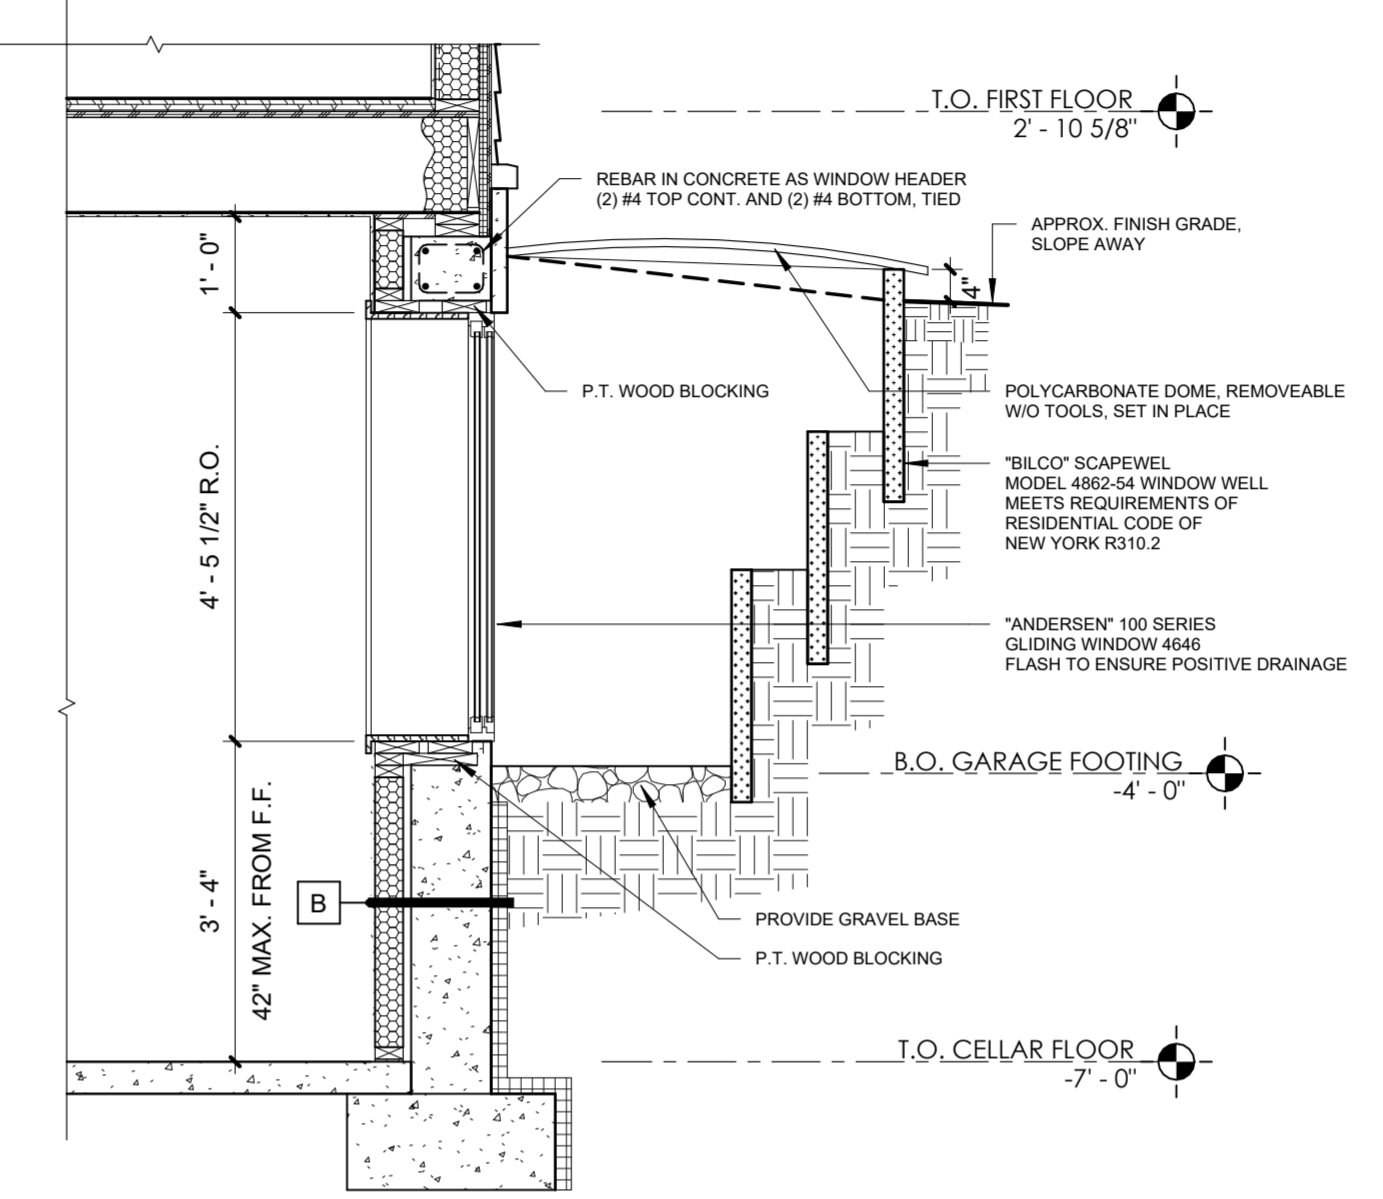 T.O. FIRST FLOOR
2' - 10 5/8"
REBAR IN CONCRETE AS WINDOW HEADER
(2) #4 TOP CONT. AND (2) #4 BOTTOM, TIED
APPROX. FINISH GRADE,
SLOPE AWAY
1' - 0"
4"
P.T. WOOD BLOCKING
POLYCARBONATE DOME, REMOVEABLE
W/O TOOLS, SET IN PLACE
"BILCO" SCAPEWEL
MODEL 4862-54 WINDOW WELL
MEETS REQUIREMENTS OF
RESIDENTIAL CODE OF
NEW YORK R310.2
4' - 5 1/2" R.O.
"ANDERSEN" 100 SERIES
GLIDING WINDOW 4646
FLASH TO ENSURE POSITIVE DRAINAGE
B.O. GARAGE FOOTING
-4' - 0"
3' - 4"
42" MAX. FROM F.F.
B
PROVIDE GRAVEL BASE
P.T. WOOD BLOCKING
T.O. CELLAR FLOOR
-7' - 0"